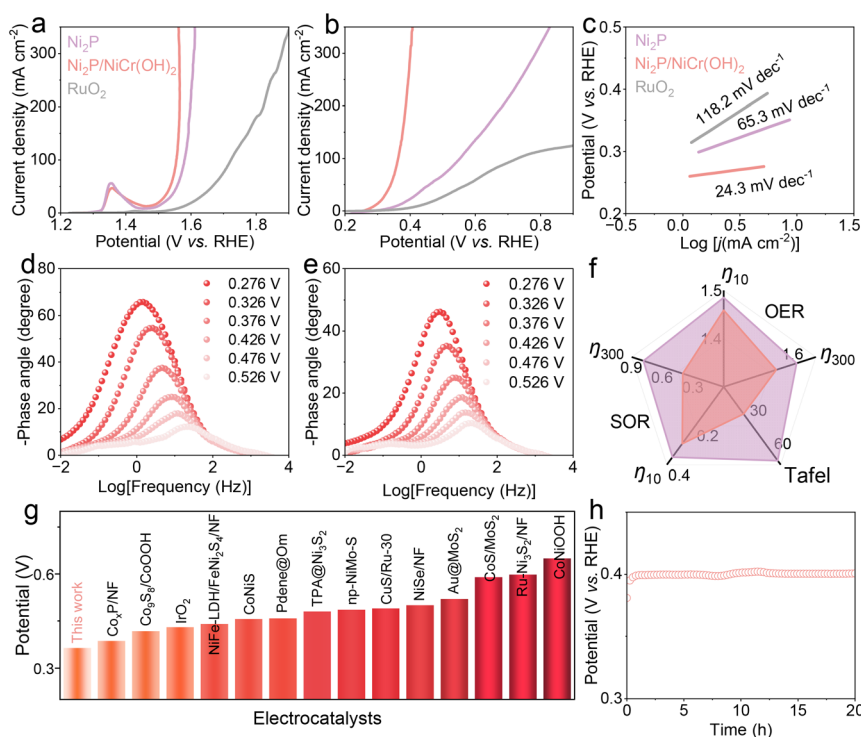 a
Ni₂P
Ni₂P/NiCr(OH)₂
RuO₂
Current density (mA cm⁻²)
300
200
100
0
1.2 1.4 1.6 1.8
Potential (V vs. RHE)
b
Current density (mA cm⁻²)
300
200
100
0
0.2 0.4 0.6 0.8
Potential (V vs. RHE)
c
Ni₂P
Ni₂P/NiCr(OH)₂
RuO₂
118.2 mV dec⁻¹
65.3 mV dec⁻¹
24.3 mV dec⁻¹
Potential (V vs. RHE)
0.5
0.4
0.3
0.2
−0.5 0.0 0.5 1.0 1.5
Log [j(mA cm⁻²)]
d
-Phase angle (degree)
80
60
40
20
0
0.276 V
0.326 V
0.376 V
0.426 V
0.476 V
0.526 V
−2 0 2 4
Log[Frequency (Hz)]
e
-Phase angle (degree)
60
40
20
0
0.276 V
0.326 V
0.376 V
0.426 V
0.476 V
0.526 V
−2 0 2 4
Log[Frequency (Hz)]
f
η₁₀
1.5
OER
1.4
η₃₀₀
0.9 0.6 0.3
1.6
η₃₀₀
SOR
0.2
30
60
η₁₀
0.4
Tafel
g
Potential (V)
0.6
0.3
This work
CoₓP/NF
Co₉S₈/CoOOH
IrO₂
NiFe-LDH/FeNi₂S₄/NF
CoNiS
Pdene@Om
TPA@Ni₃S₂
np-NiMo-S
CuS/Ru-30
NiSe/NF
Au@MoS₂
CoS/MoS₂
Ru-Ni₃S₂/NF
CoNiOOH
Electrocatalysts
h
Potential (V vs. RHE)
0.4
0.3
0 5 10 15 20
Time (h)